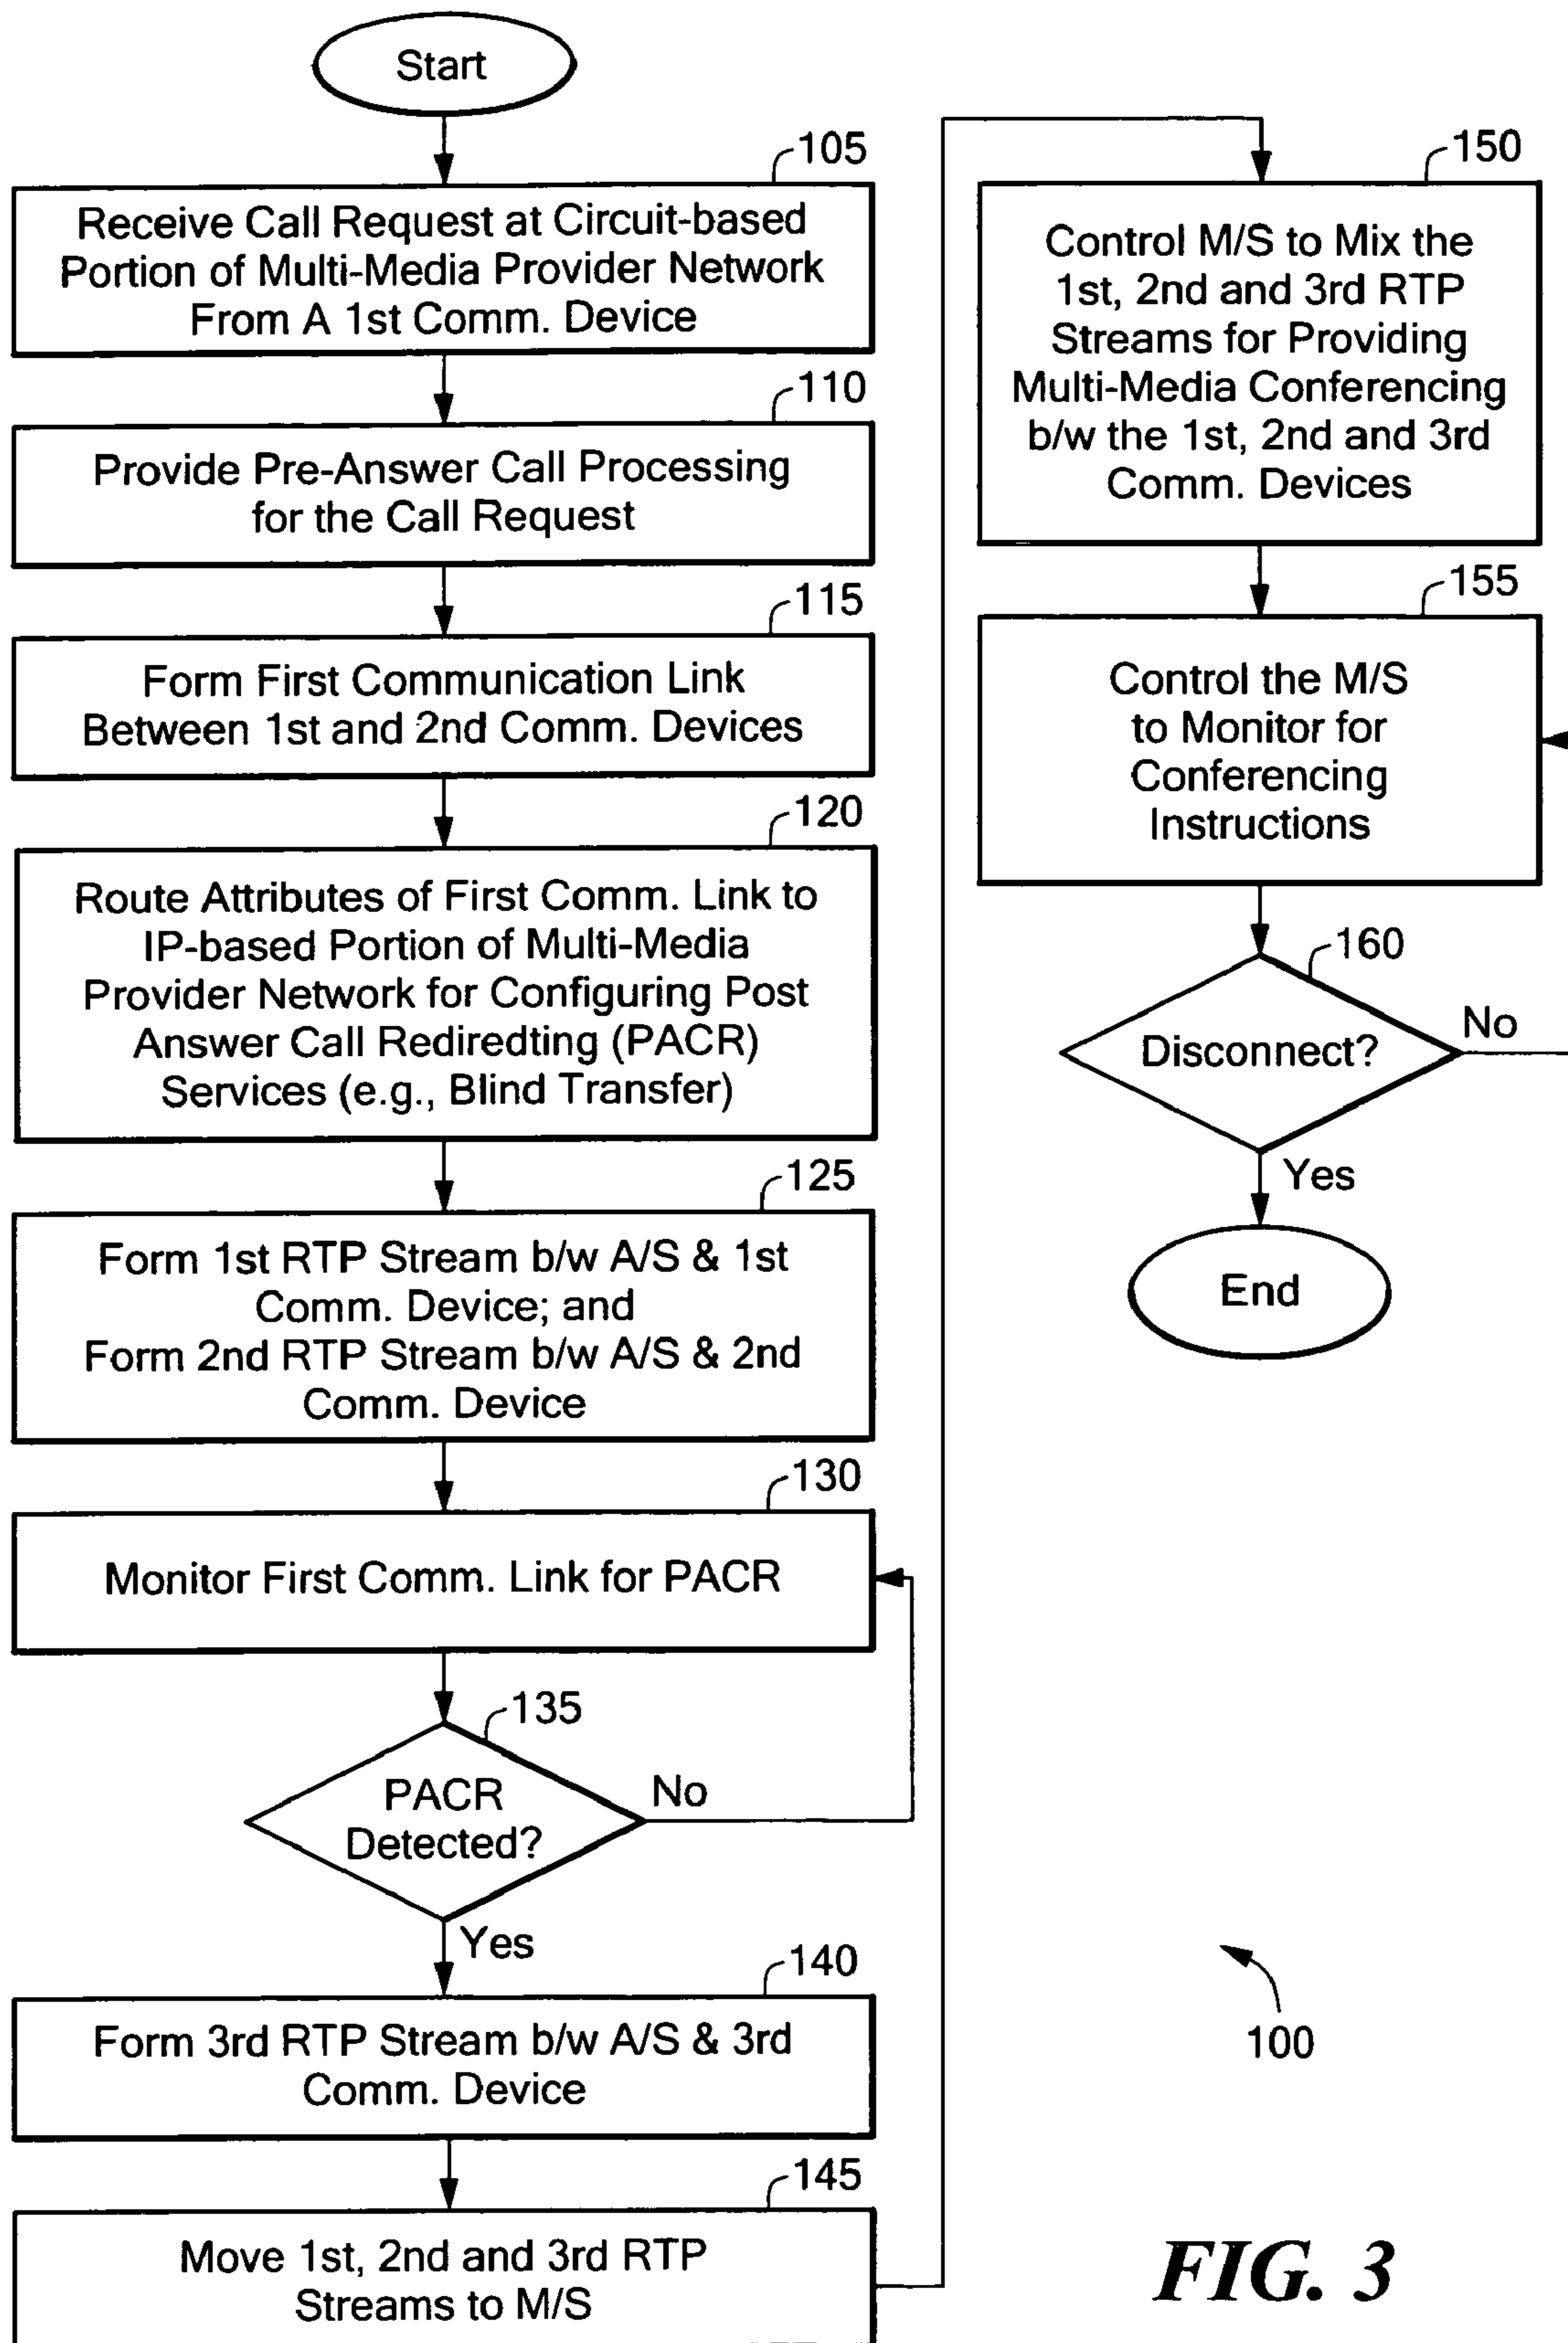 Start
105
Receive Call Request at Circuit-based
Portion of Multi-Media Provider Network
From A 1st Comm. Device
110
Provide Pre-Answer Call Processing
for the Call Request
115
Form First Communication Link
Between 1st and 2nd Comm. Devices
120
Route Attributes of First Comm. Link to
IP-based Portion of Multi-Media
Provider Network for Configuring Post
Answer Call Rediredting (PACR)
Services (e.g., Blind Transfer)
125
Form 1st RTP Stream b/w A/S & 1st
Comm. Device; and
Form 2nd RTP Stream b/w A/S & 2nd
Comm. Device
130
Monitor First Comm. Link for PACR
135
PACR
Detected?
No
Yes
140
Form 3rd RTP Stream b/w A/S & 3rd
Comm. Device
145
Move 1st, 2nd and 3rd RTP
Streams to M/S
150
Control M/S to Mix the
1st, 2nd and 3rd RTP
Streams for Providing
Multi-Media Conferencing
b/w the 1st, 2nd and 3rd
Comm. Devices
155
Control the M/S
to Monitor for
Conferencing
Instructions
160
Disconnect?
No
Yes
End
100
FIG. 3